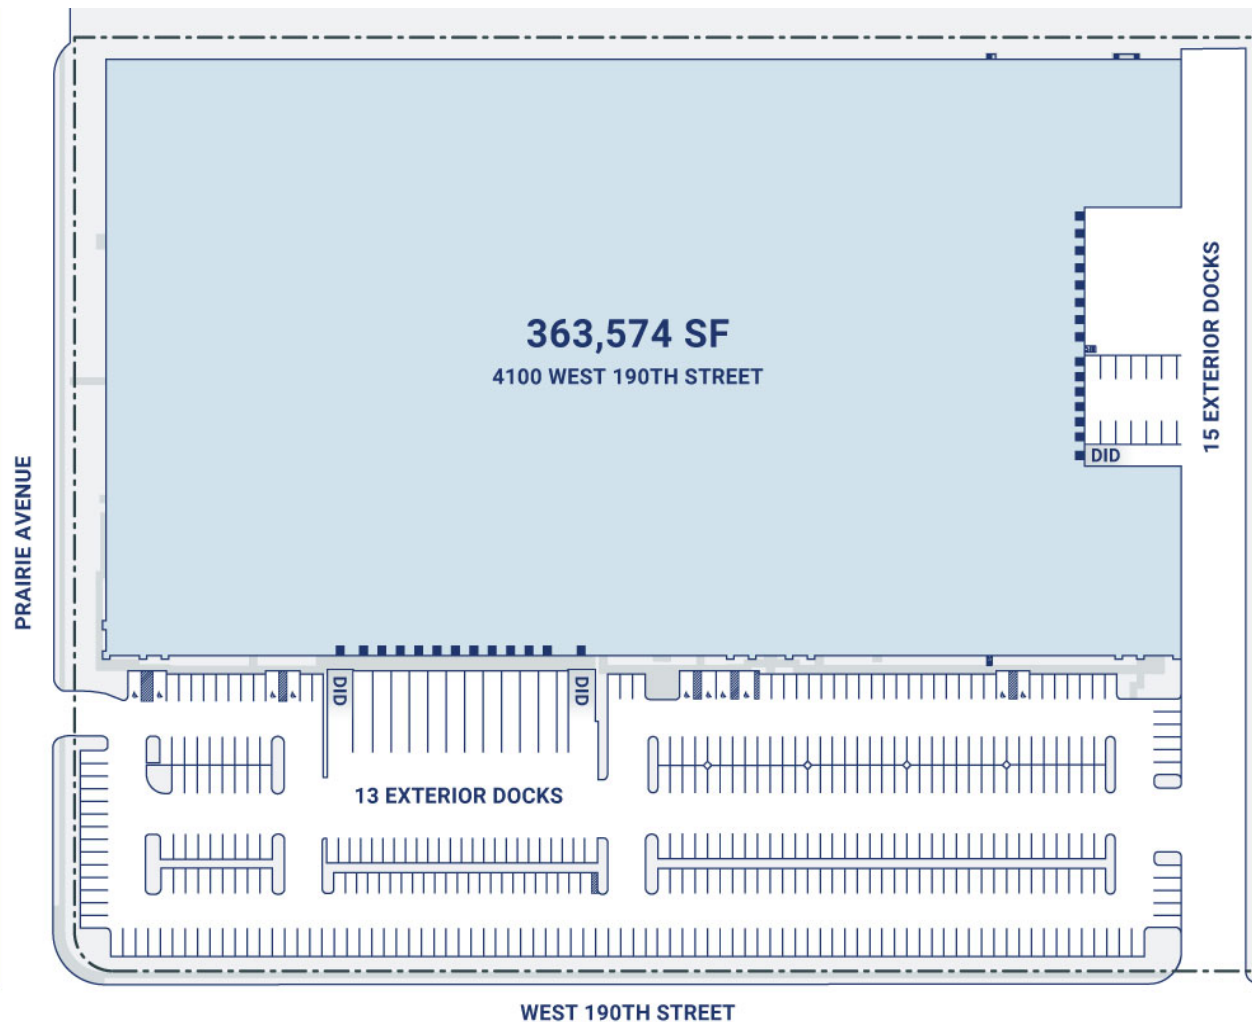 363,574 SF
4100 WEST 190TH STREET
15 EXTERIOR DOCKS
DID
PRAIRIE AVENUE
DID
DID
13 EXTERIOR DOCKS
WEST 190TH STREET